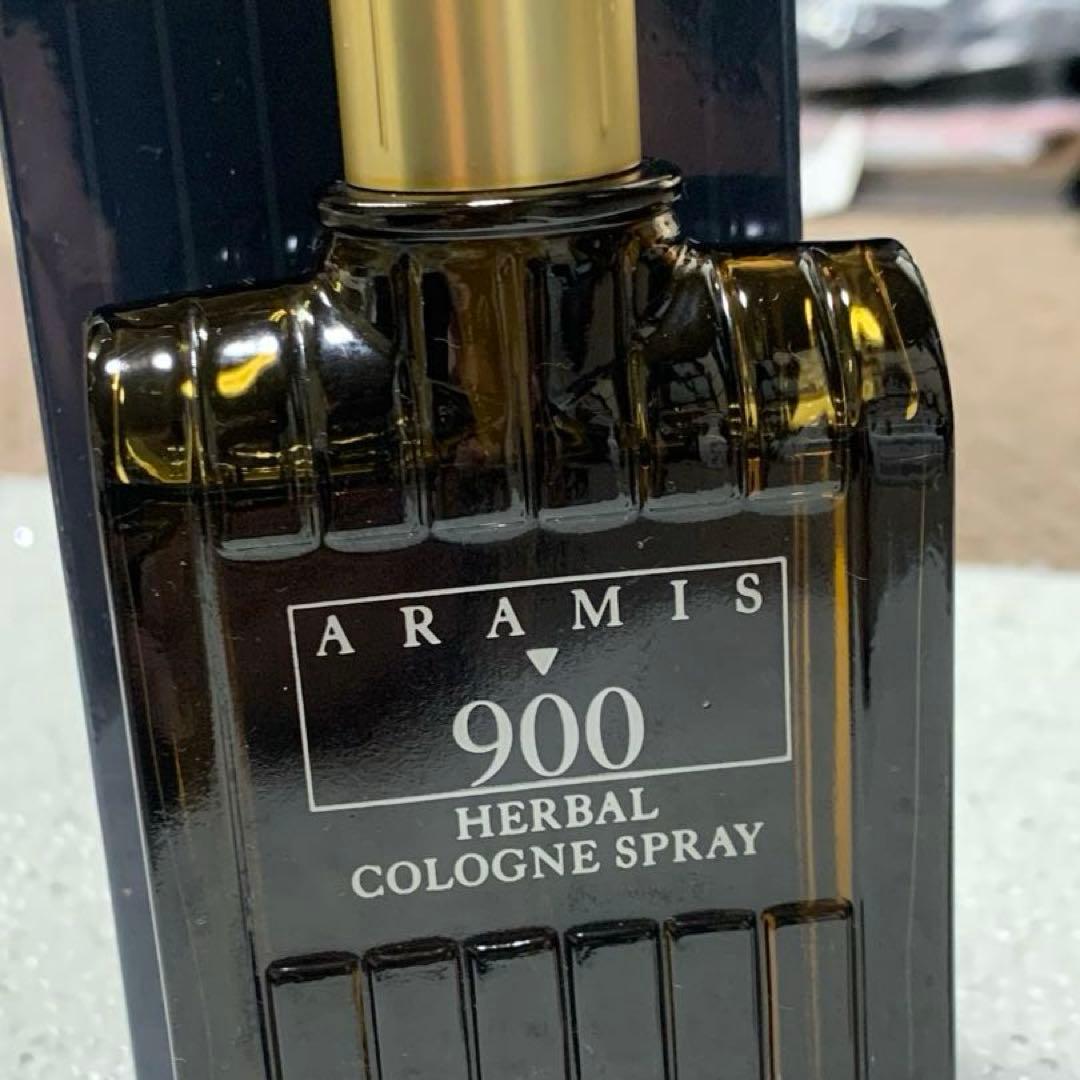 ARAMIS
900
HERBAL
COLOGNE SPRAY